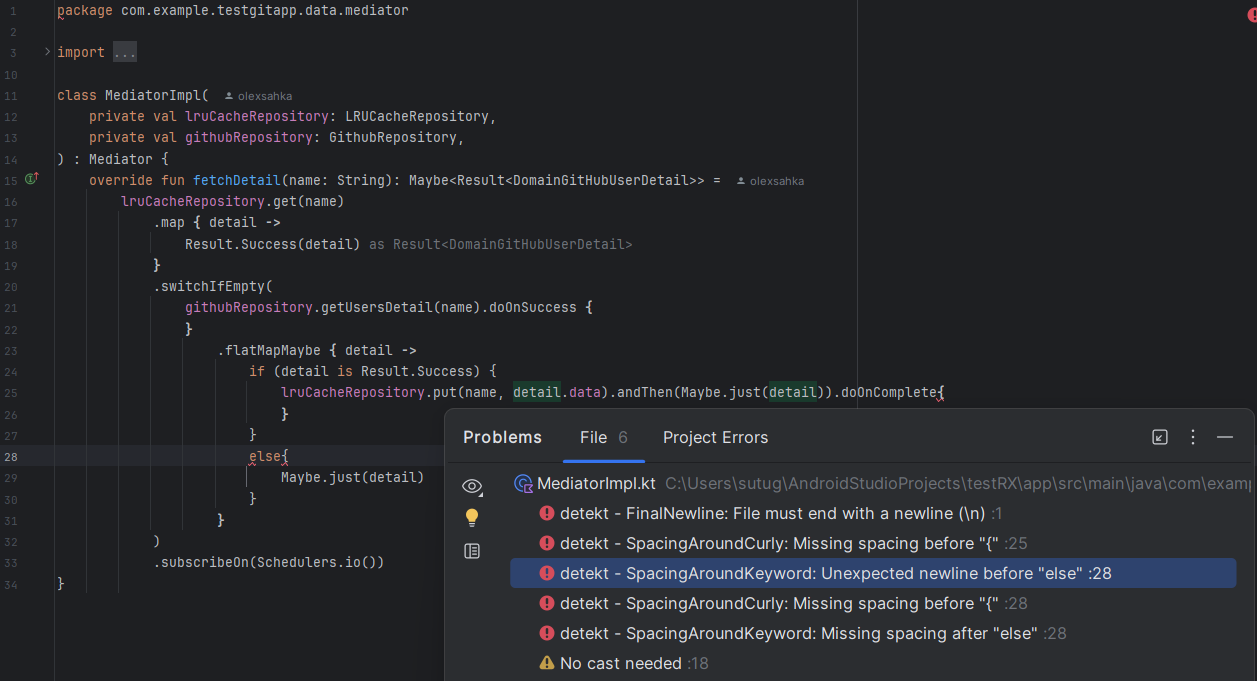 1 package com.example.testgitapp.data.mediator
2
3 import ...
10
11 class MediatorImpl( olexsahka
12 private val lruCacheRepository: LRUCacheRepository,
13 private val githubRepository: GithubRepository,
14 ) : Mediator {
15 override fun fetchDetail(name: String): Maybe<Result<DomainGitHubUserDetail>> = olexsahka
16 lruCacheRepository.get(name)
17 .map { detail ->
18 Result.Success(detail) as Result<DomainGitHubUserDetail>
19 }
20 .switchIfEmpty(
21 githubRepository.getUsersDetail(name).doOnSuccess {
22 }
23 .flatMapMaybe { detail ->
24 if (detail is Result.Success) {
25 lruCacheRepository.put(name, detail.data).andThen(Maybe.just(detail)).doOnComplete{
26 }
27 }
28 else{
29 Maybe.just(detail)
30 }
31 }
32 )
33 .subscribeOn(Schedulers.io())
34 }
Problems File 6 Project Errors
MediatorImpl.kt C:\Users\sutug\AndroidStudioProjects\testRX\app\src\main\java\com\examp
detekt - FinalNewline: File must end with a newline (\n) :1
detekt - SpacingAroundCurly: Missing spacing before "{" :25
detekt - SpacingAroundKeyword: Unexpected newline before "else" :28
detekt - SpacingAroundCurly: Missing spacing before "{" :28
detekt - SpacingAroundKeyword: Missing spacing after "else" :28
No cast needed :18